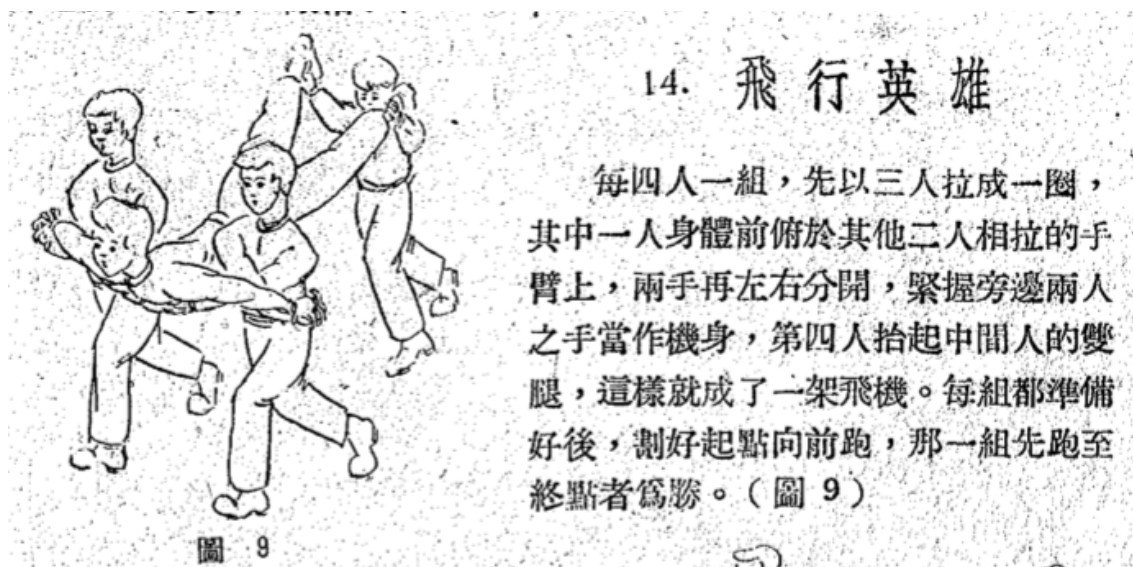 14. 飛行英雄
每四人一組，先以三人拉成一圈，
其中一人身體前俯於其他二人相拉的手
臂上，兩手再左右分開，緊握旁邊兩人
之手當作機身，第四人抬起中間人的雙
腿，這樣就成了一架飛機。每組都準備
好後，劃好起點向前跑，那一組先跑至
終點者爲勝。（圖 9）
圖 9